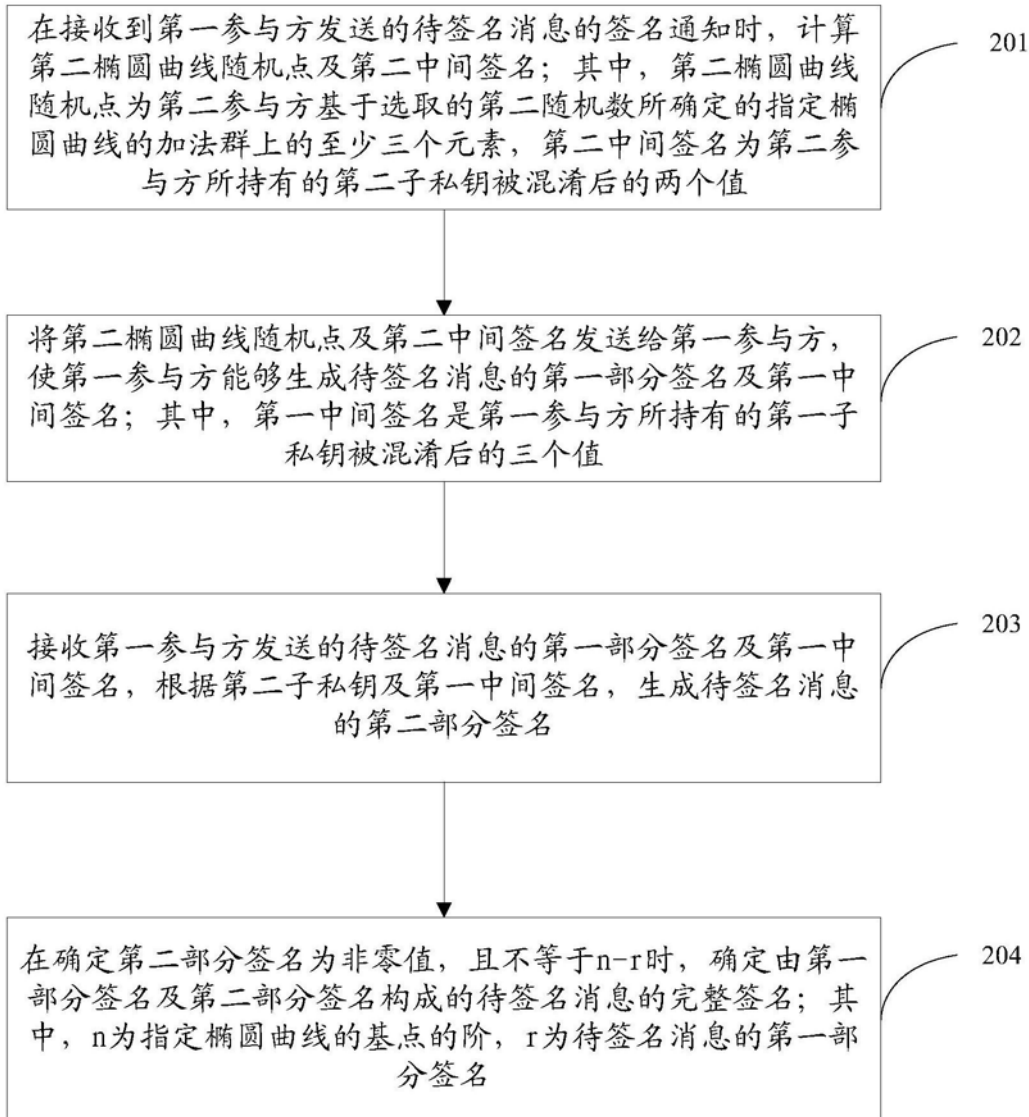 在接收到第一参与方发送的待签名消息的签名通知时，计算
第二椭圆曲线随机点及第二中间签名；其中，第二椭圆曲线
随机点为第二参与方基于选取的第二随机数所确定的指定椭
圆曲线的加法群上的至少三个元素，第二中间签名为第二参
与方所持有的第二子私钥被混淆后的两个值
201
将第二椭圆曲线随机点及第二中间签名发送给第一参与方，
使第一参与方能够生成待签名消息的第一部分签名及第一中
间签名；其中，第一中间签名是第一参与方所持有的第一子
私钥被混淆后的三个值
202
接收第一参与方发送的待签名消息的第一部分签名及第一中
间签名，根据第二子私钥及第一中间签名，生成待签名消息
的第二部分签名
203
在确定第二部分签名为非零值，且不等于n-r时，确定由第一
部分签名及第二部分签名构成的待签名消息的完整签名；其
中，n为指定椭圆曲线的基点的阶，r为待签名消息的第一部
分签名
204